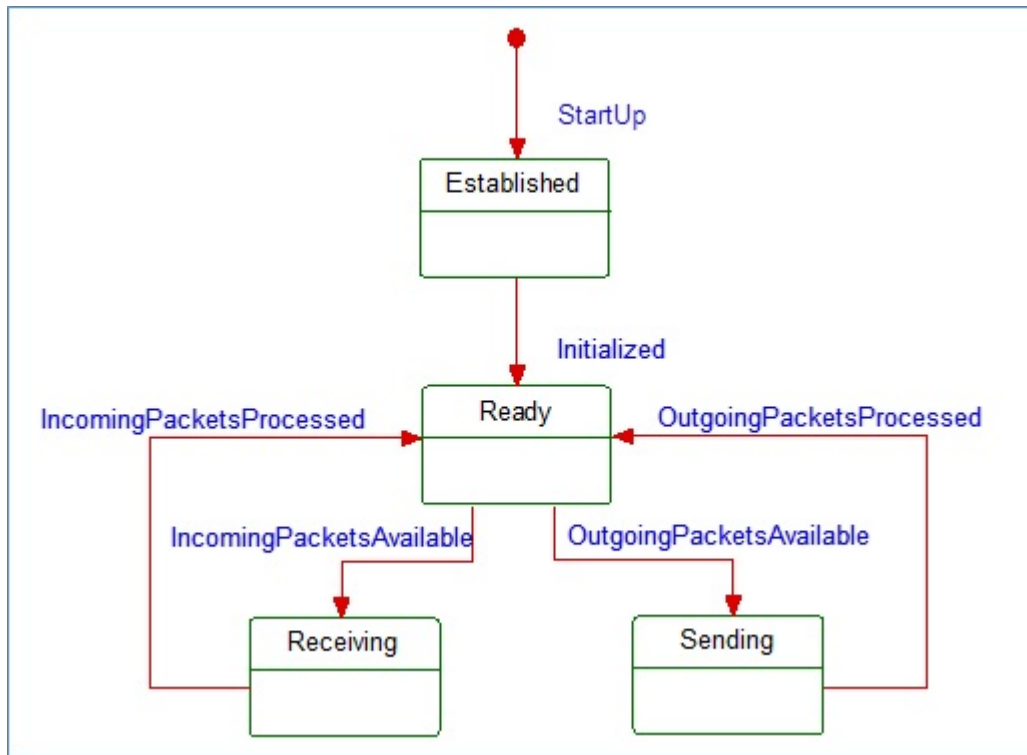 StartUp
Established
Initialized
Ready
IncomingPacketsProcessed
OutgoingPacketsProcessed
IncomingPacketsAvailable
OutgoingPacketsAvailable
Receiving
Sending